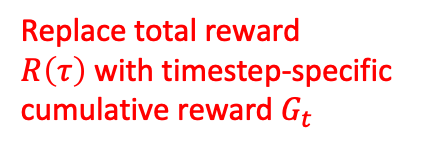 Replace total reward
R(τ) with timestep-specific
cumulative reward Gₜ